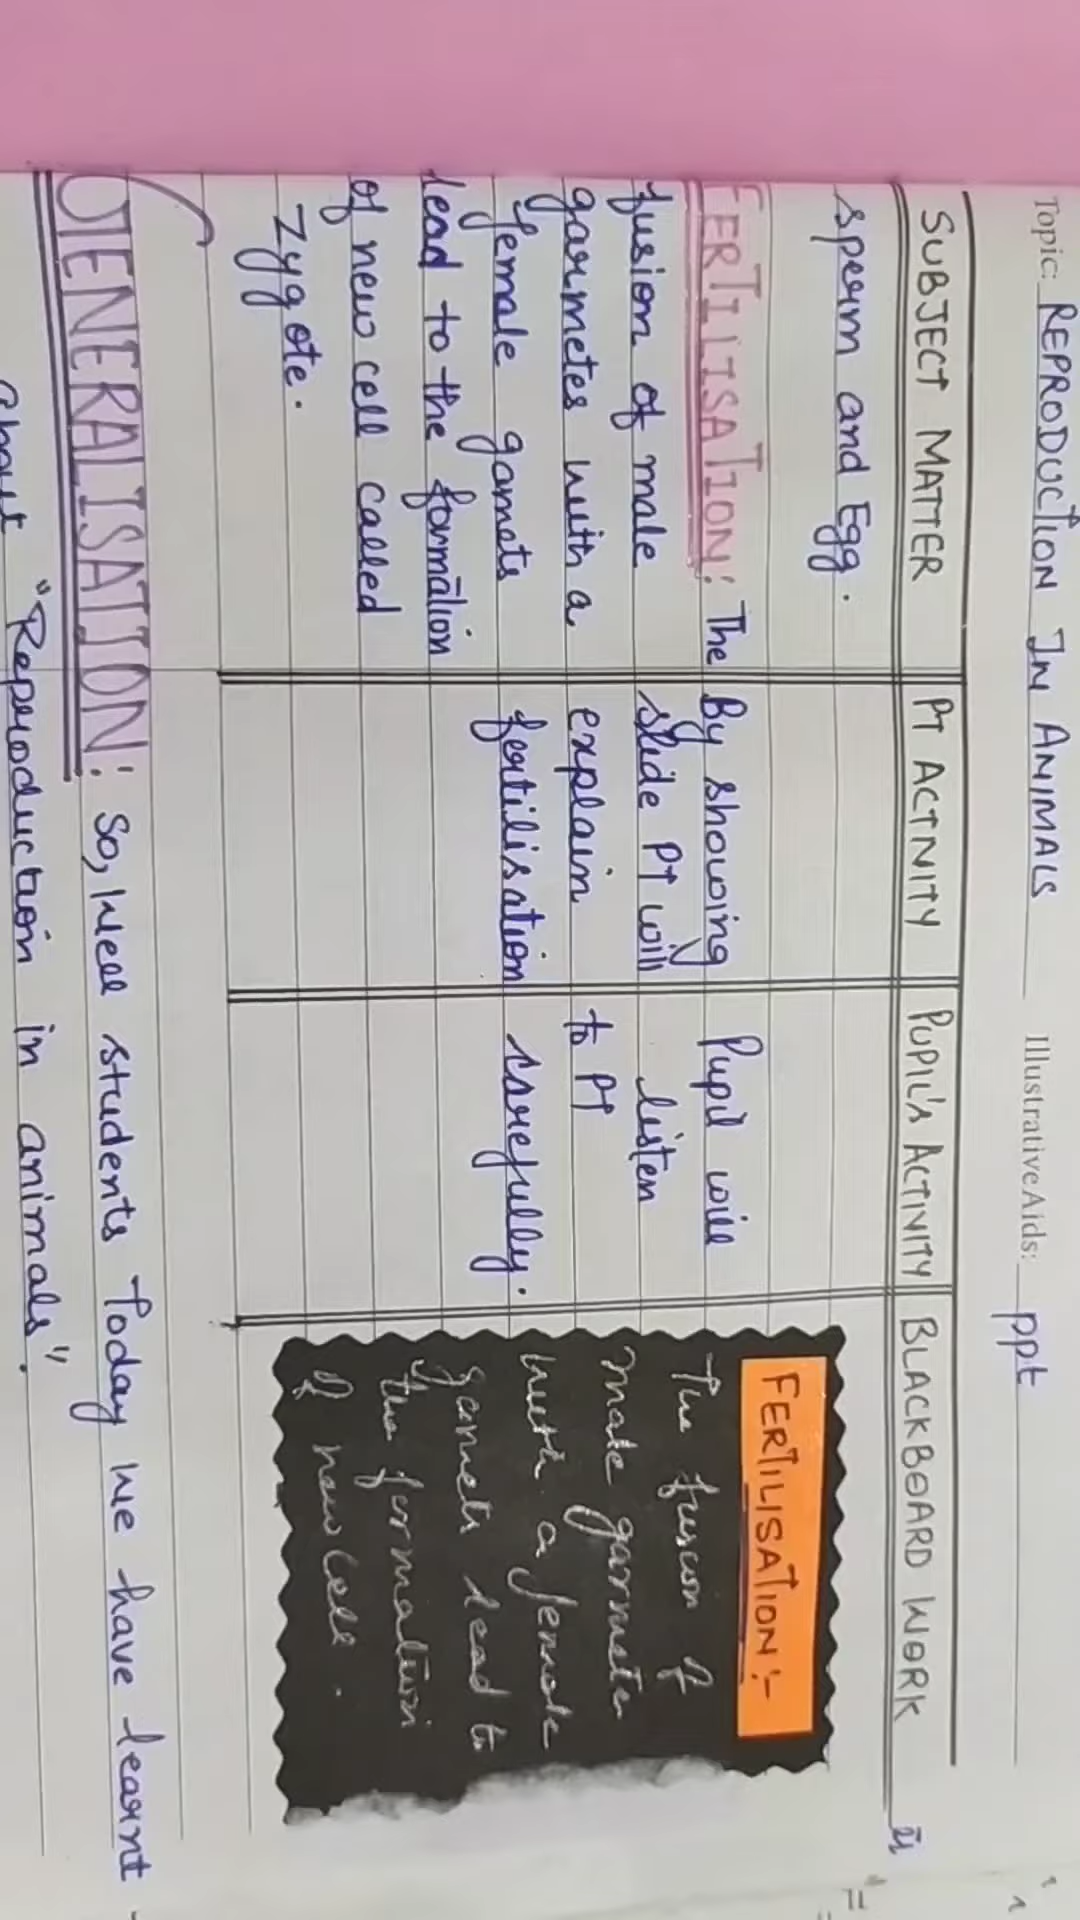 Topic: REPRODUCTION IN ANIMALS Illustrative Aids: ppt
SUBJECT MATTER
PT ACTIVITY
PUPIL'S ACTIVITY
BLACKBOARD WORK
sperm and Egg.
FERTILISATION: The
fusion of male
garmetes with a
female gamets
lead to the formation
of new cell called
Zygote.
By showing
slide PT will
explain
fertilisation
Pupil will
listen
to PT
carefully.
FERTILISATION:-
The fusion of
male garmetes
with a female
gamets lead to
the formation
of new cell.
GENERALISATION: So, well students Today we have learnt
about "Reproduction in animals".